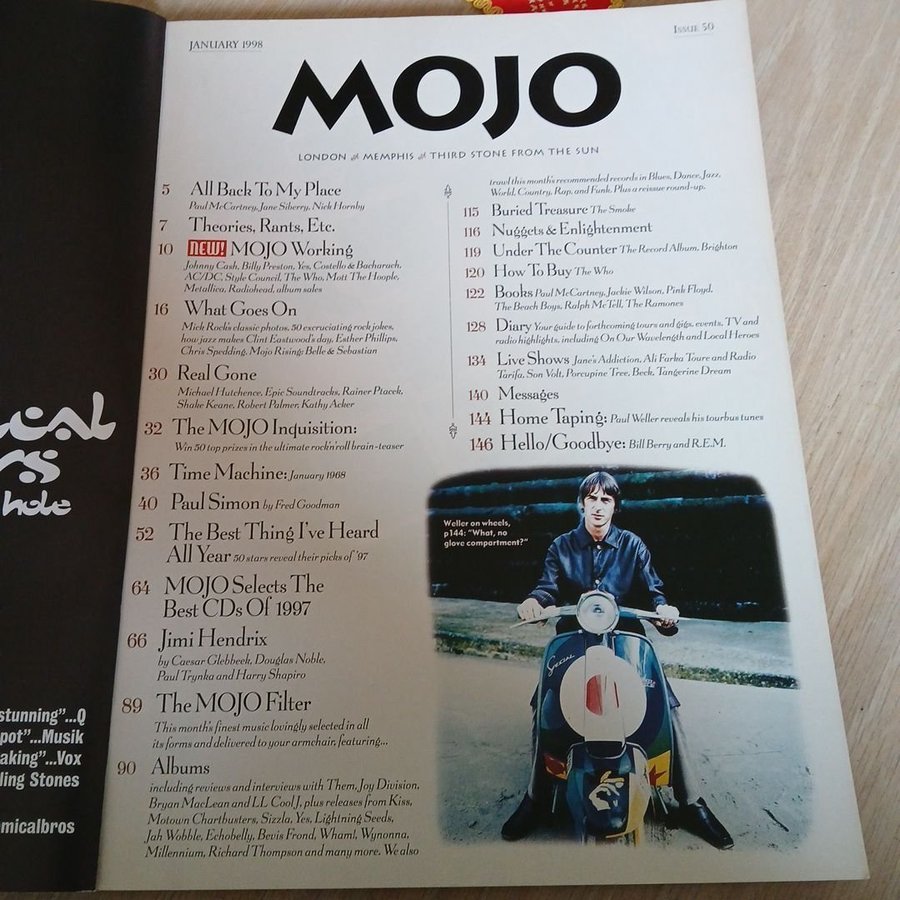 JANUARY 1998
ISSUE 50
MOJO
LONDON MEMPHIS THIRD STONE FROM THE SUN
5 All Back To My Place
Paul McCartney, Jane Siberry, Nick Hornby
7 Theories, Rants, Etc.
10 NEW! MOJO Working
Johnny Cash, Billy Preston, Yes, Costello & Bacharach,
AC/DC, Style Council, The Who, Mott The Hoople,
Metallica, Radiohead, album sales
16 What Goes On
Mick Rock's classic photos, 50 excruciating rock jokes,
how jazz makes Clint Eastwood's day, Esther Phillips,
Chris Spedding, Mojo Rising: Belle & Sebastian
30 Real Gone
Michael Hutchence, Epic Soundtracks, Rainer Ptacek,
Shake Keane, Robert Palmer, Kathy Acker
32 The MOJO Inquisition:
Win 50 top prizes in the ultimate rock'n'roll brain-teaser
36 Time Machine: January 1968
40 Paul Simon by Fred Goodman
52 The Best Thing I've Heard
All Year 50 stars reveal their picks of '97
64 MOJO Selects The
Best CDs Of 1997
66 Jimi Hendrix
by Caesar Glebbeek, Douglas Noble,
Paul Trynka and Harry Shapiro
89 The MOJO Filter
This month's finest music lovingly selected in all
its forms and delivered to your armchair, featuring...
90 Albums
including reviews and interviews with Them, Joy Division,
Bryan MacLean and LL Cool J, plus releases from Kiss,
Motown Chartbusters, Sizzla, Yes, Lightning Seeds,
Jah Wobble, Echobelly, Bevis Frond, Wham!, Wynonna,
Millennium, Richard Thompson and many more. We also
trawl this month's recommended records in Blues, Dance, Jazz,
World, Country, Rap, and Funk. Plus a reissue round-up.
115 Buried Treasure The Smoke
116 Nuggets & Enlightenment
119 Under The Counter The Record Album, Brighton
120 How To Buy The Who
122 Books Paul McCartney, Jackie Wilson, Pink Floyd,
The Beach Boys, Ralph McTell, The Ramones
128 Diary Your guide to forthcoming tours and gigs, events, TV and
radio highlights, including On Our Wavelength and Local Heroes
134 Live Shows Jane's Addiction, Ali Farka Toure and Radio
Tarifa, Son Volt, Porcupine Tree, Beck, Tangerine Dream
140 Messages
144 Home Taping: Paul Weller reveals his tourbus tunes
146 Hello/Goodbye: Bill Berry and R.E.M.
Weller on wheels,
p144: "What, no
glove compartment?"
Special
ical
rs
hole
stunning"...Q
pot"...Musik
aking"...Vox
ling Stones
emicalbros